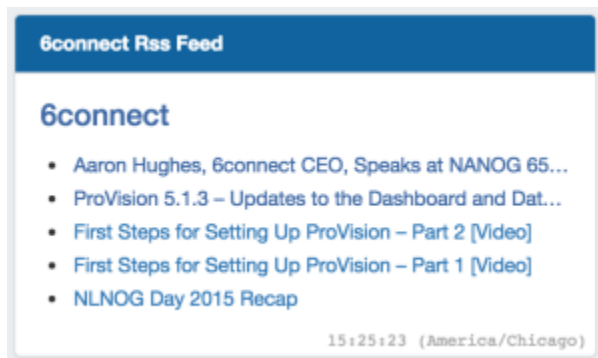 6connect Rss Feed
6connect
Aaron Hughes, 6connect CEO, Speaks at NANOG 65...
ProVision 5.1.3 – Updates to the Dashboard and Dat...
First Steps for Setting Up ProVision – Part 2 [Video]
First Steps for Setting Up ProVision – Part 1 [Video]
NLNOG Day 2015 Recap
15:25:23 (America/Chicago)